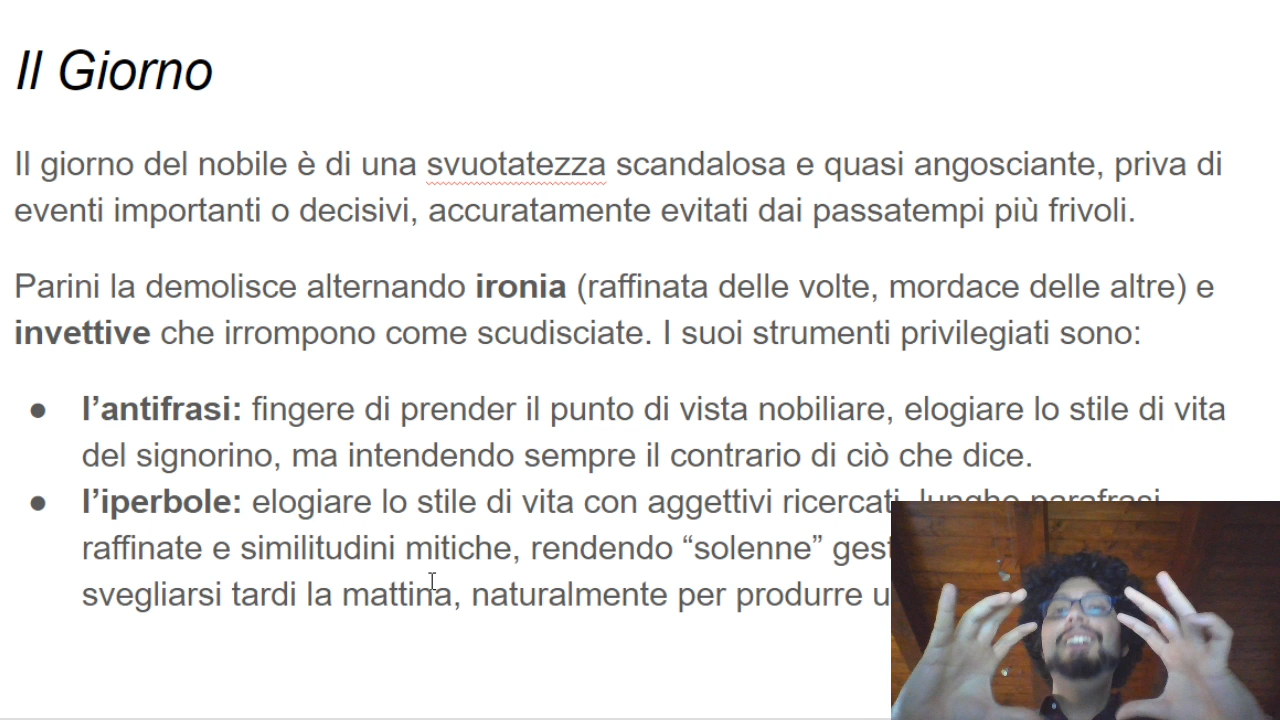 Il Giorno
Il giorno del nobile è di una svuotatezza scandalosa e quasi angosciante, priva di
eventi importanti o decisivi, accuratamente evitati dai passatempi più frivoli.
Parini la demolisce alternando ironia (raffinata delle volte, mordace delle altre) e
invettive che irrompono come scudisciate. I suoi strumenti privilegiati sono:
● l’antifrasi: fingere di prender il punto di vista nobiliare, elogiare lo stile di vita
del signorino, ma intendendo sempre il contrario di ciò che dice.
● l’iperbole: elogiare lo stile di vita con aggettivi ricercati, lunghe parafrasi
raffinate e similitudini mitiche, rendendo “solenne”
svegliarsi tardi la mattina, naturalmente per produrre